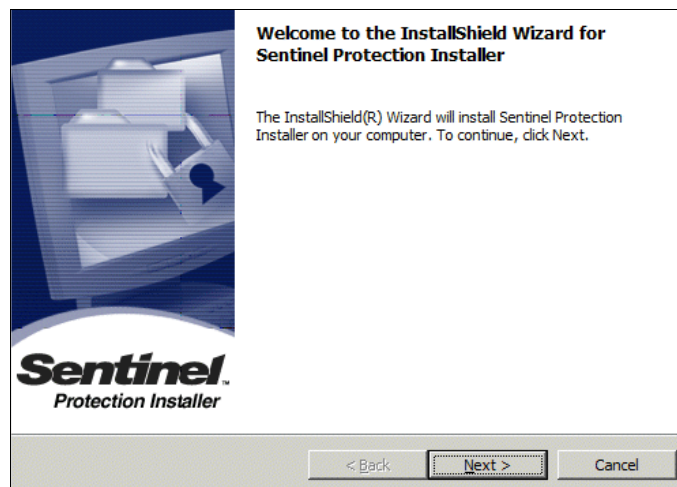 Welcome to the InstallShield Wizard for
Sentinel Protection Installer
The InstallShield(R) Wizard will install Sentinel Protection
Installer on your computer. To continue, click Next.
Sentinel™
Protection Installer
< Back
Next >
Cancel